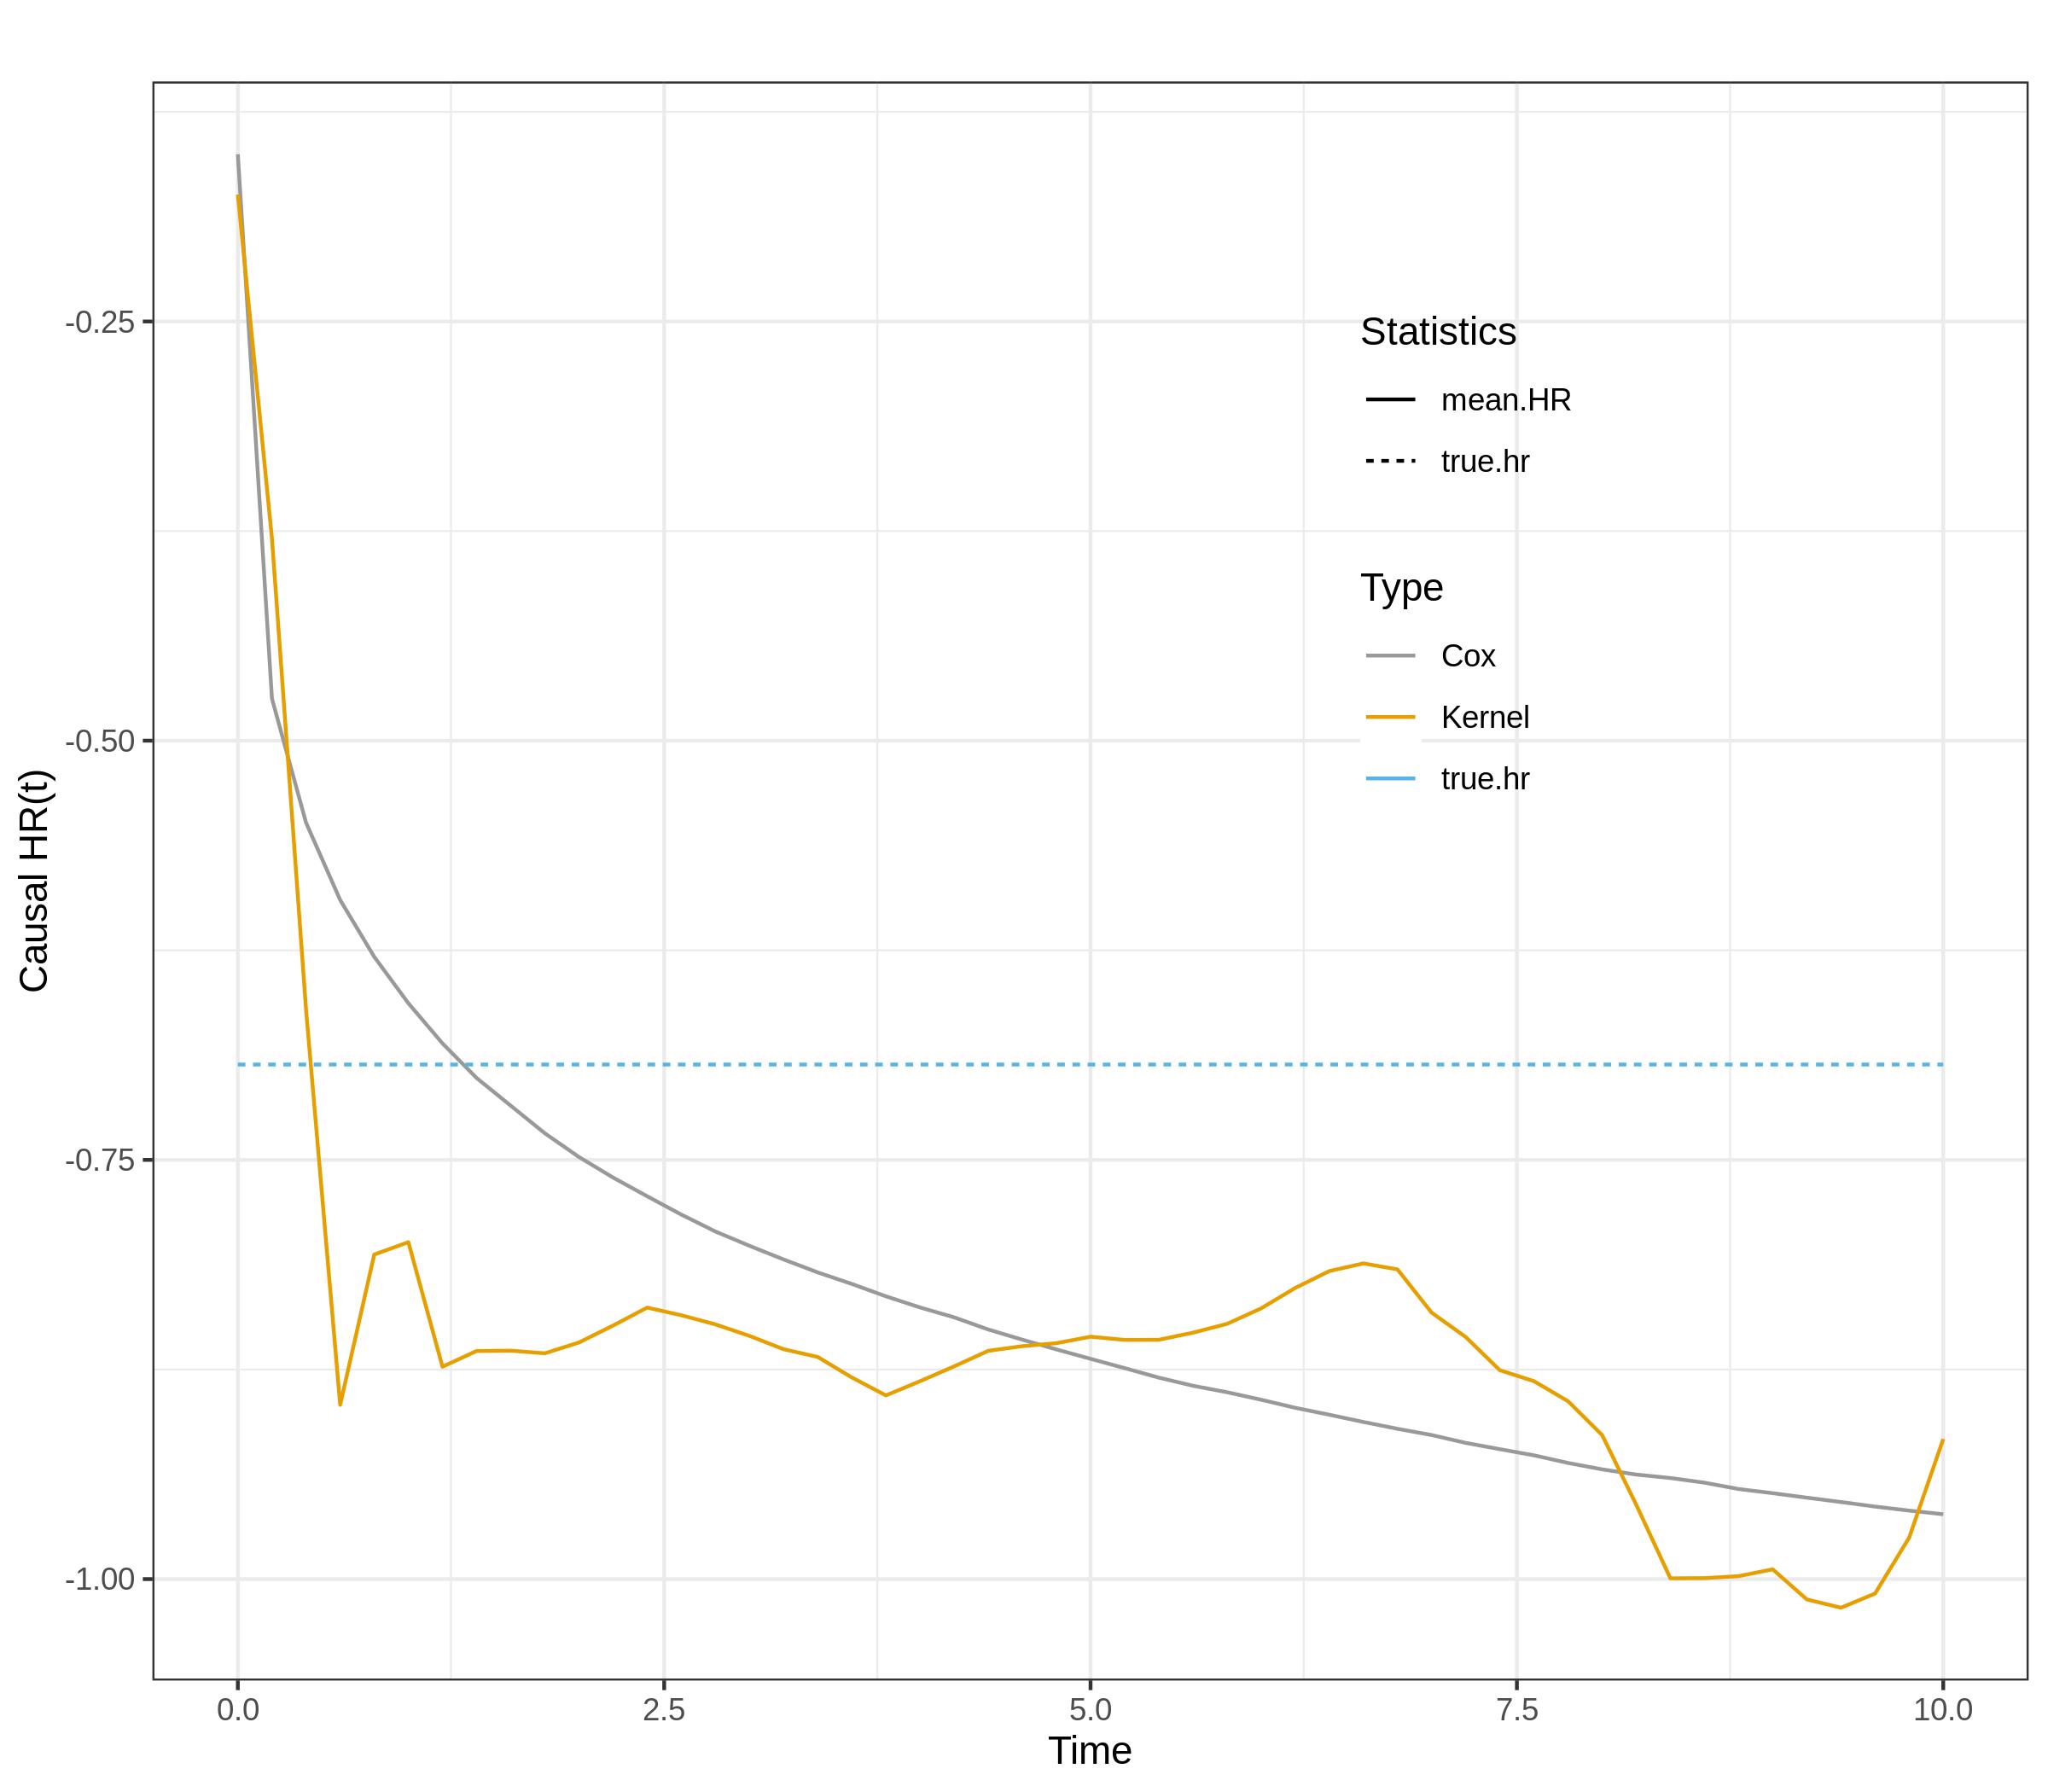 Causal HR(t)
-0.25
-0.50
-0.75
-1.00
Statistics
mean.HR
true.hr
Type
Cox
Kernel
true.hr
0.0 2.5 5.0 7.5 10.0
Time